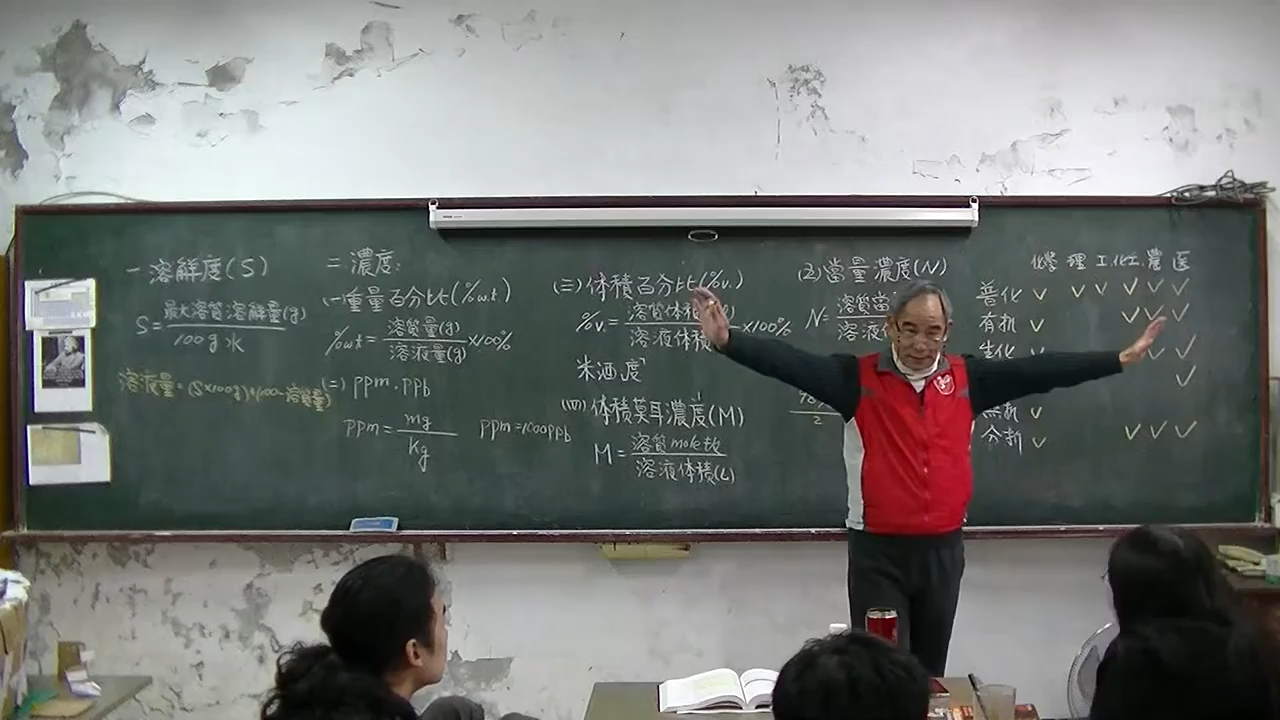 一 溶解度(S)
S=最大溶質溶解量(g)/100g水
溶液量=(S×100g)+(100-溶質量)
二 濃度:
(一重量百分比(%w.t)
%wt=溶質量(g)/溶液量(g)×100%
(二) ppm.ppb
ppm=mg/Kg
ppm=1000ppb
(三)体積百分比(%v.)
%v.=溶質体積/溶液体積×100%
米酒度
(四)体積莫耳濃度(M)
M=溶質mole数/溶液体積(L)
當量濃度(N)
N=溶質當/溶液
化學 理 工 化工 農 医
普化 ✓ ✓ ✓ ✓ ✓ ✓
有机 ✓ ✓ ✓ ✓
生化 ✓ ✓ ✓
✓
✓
分析 ✓ ✓ ✓ ✓